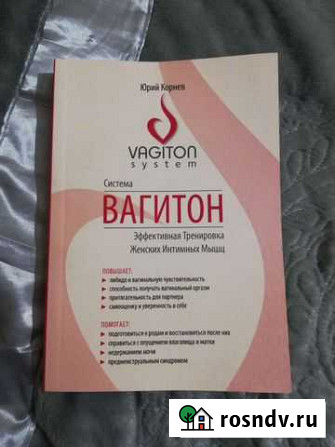 Юрий Корнев
VAGITON
system
Система
ВАГИТОН
Эффективная Тренировка
Женских Интимных Мышц
ПОВЫШАЕТ:
либидо и вагинальную чувствительность
способность получать вагинальный оргазм
притягательность для партнера
самооценку и уверенность в себе
ПОМОГАЕТ:
подготовиться к родам и восстановиться после них
справиться с опущением влагалища и матки
недержанием мочи
предменструальным синдромом
rosndv.ru